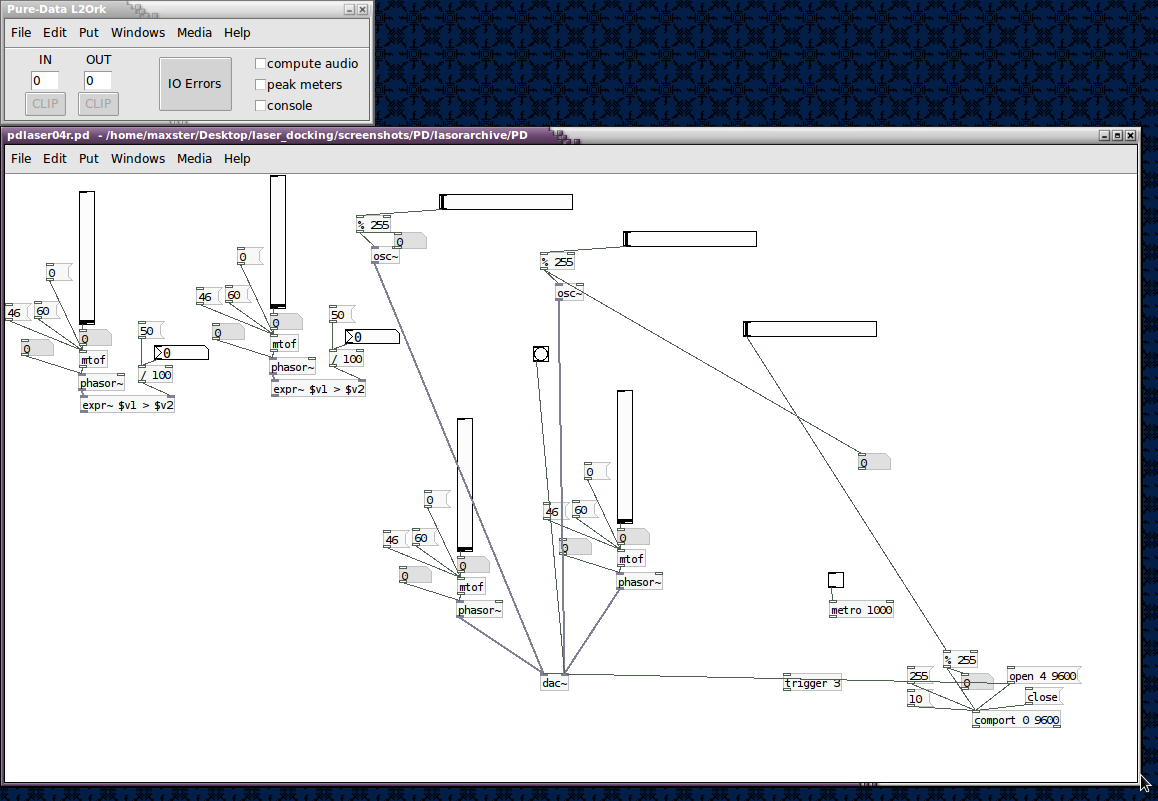 Pure-Data L2Ork
File Edit Put Windows Media Help
IN OUT
0 0
CLIP CLIP
IO Errors
compute audio
peak meters
console
pdlaser04r.pd - /home/maxster/Desktop/laser_docking/screenshots/PD/lasorarchive/PD
File Edit Put Windows Media Help
0
46 60
0
0
mtof
phasor~
50
0
/ 100
expr~ $v1 > $v2
0
46 60
0
0
mtof
phasor~
50
0
/ 100
expr~ $v1 > $v2
% 255
0
osc~
% 255
osc~
0
0
46 60
0
0
mtof
phasor~
0
46 60
0
0
mtof
phasor~
dac~
metro 1000
trigger 3
% 255
255
0
open 4 9600
10
close
comport 0 9600